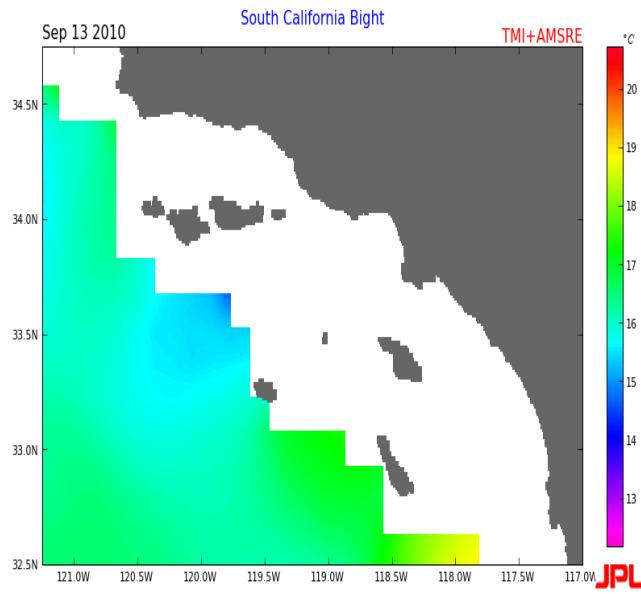 South California Bight
Sep 13 2010
TMI+AMSRE
°C
34.5N
34.0N
33.5N
33.0N
32.5N
121.0W
120.5W
120.0W
119.5W
119.0W
118.5W
118.0W
117.5W
117.0W
20
19
18
17
16
15
14
13
JPL